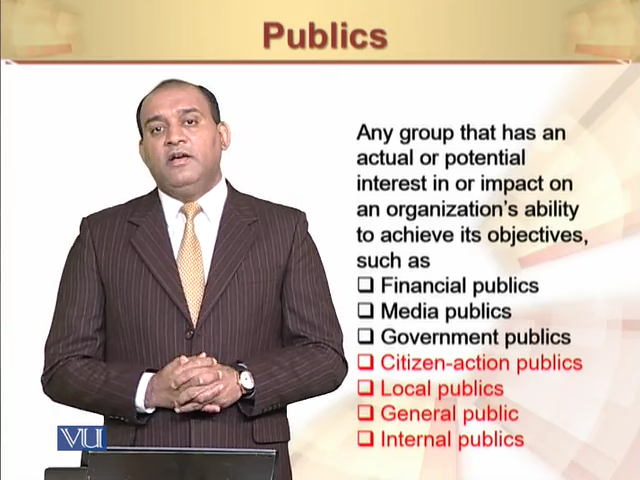 Publics
Any group that has an
actual or potential
interest in or impact on
an organization's ability
to achieve its objectives,
such as
❑ Financial publics
❑ Media publics
❑ Government publics
❑ Citizen-action publics
❑ Local publics
❑ General public
❑ Internal publics
VU